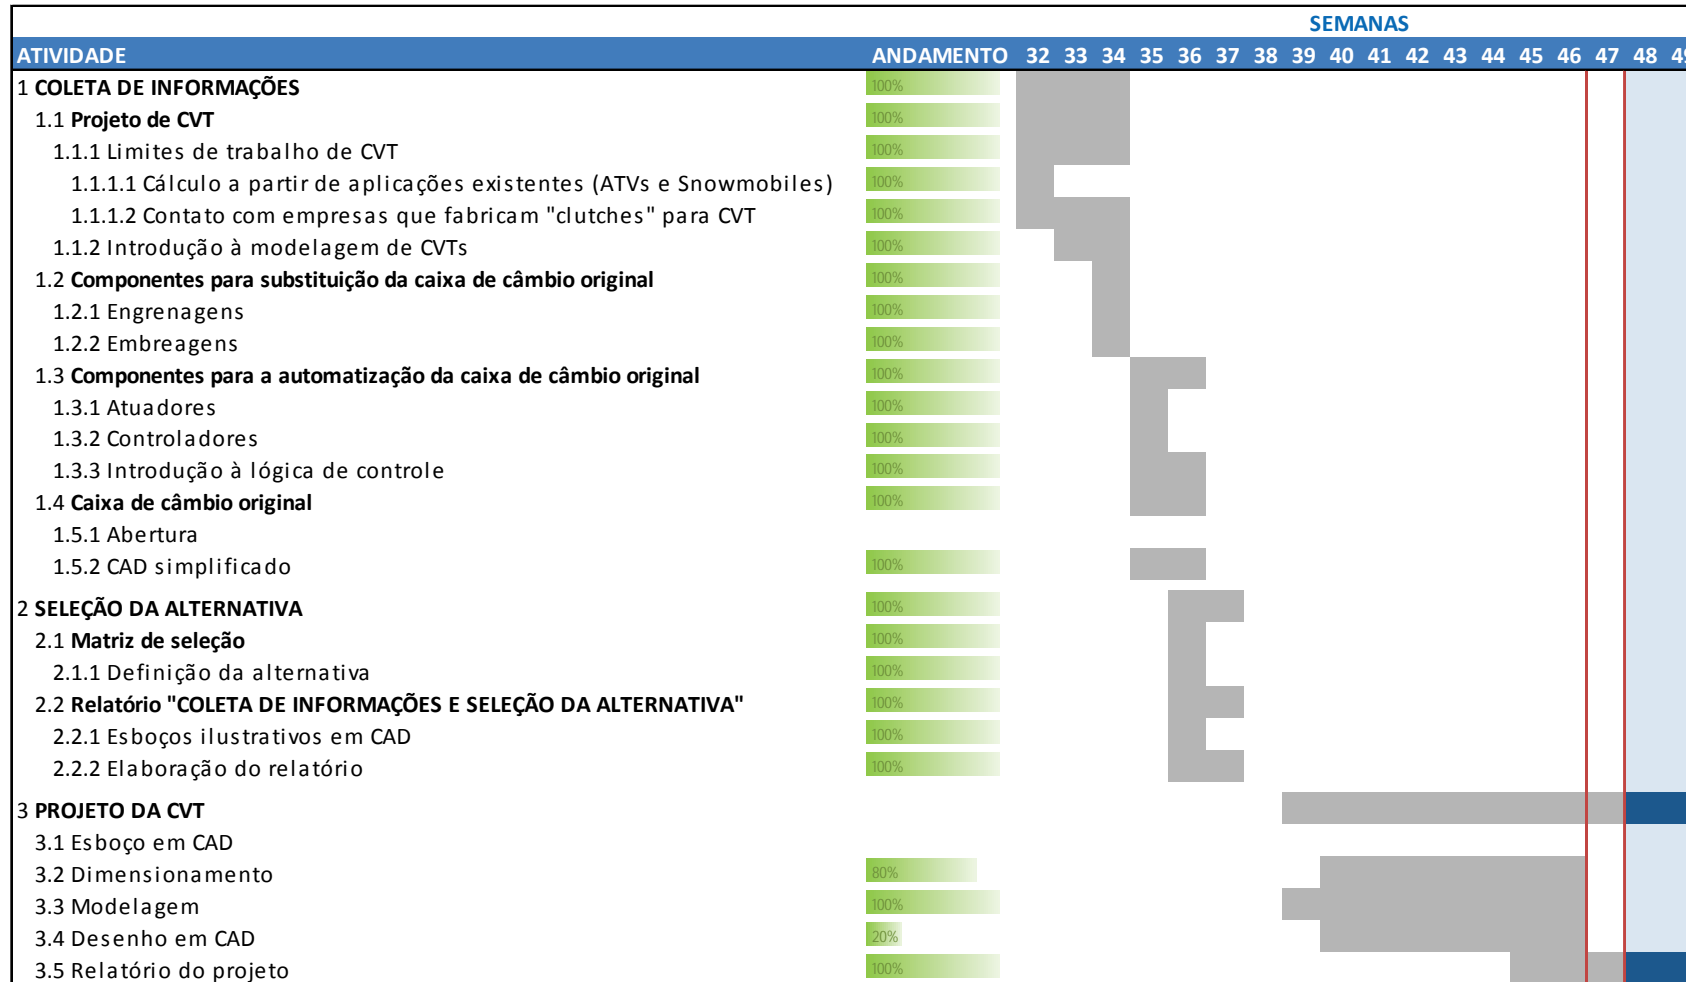 SEMANAS
ATIVIDADE ANDAMENTO 32 33 34 35 36 37 38 39 40 41 42 43 44 45 46 47 48 49
1 COLETA DE INFORMAÇÕES 100%
1.1 Projeto de CVT 100%
1.1.1 Limites de trabalho de CVT 100%
1.1.1.1 Cálculo a partir de aplicações existentes (ATVs e Snowmobiles) 100%
1.1.1.2 Contato com empresas que fabricam "clutches" para CVT 100%
1.1.2 Introdução à modelagem de CVTs 100%
1.2 Componentes para substituição da caixa de câmbio original 100%
1.2.1 Engrenagens 100%
1.2.2 Embreagens 100%
1.3 Componentes para a automatização da caixa de câmbio original 100%
1.3.1 Atuadores 100%
1.3.2 Controladores 100%
1.3.3 Introdução à lógica de controle 100%
1.4 Caixa de câmbio original 100%
1.5.1 Abertura
1.5.2 CAD simplificado 100%
2 SELEÇÃO DA ALTERNATIVA 100%
2.1 Matriz de seleção 100%
2.1.1 Definição da alternativa 100%
2.2 Relatório "COLETA DE INFORMAÇÕES E SELEÇÃO DA ALTERNATIVA" 100%
2.2.1 Esboços ilustrativos em CAD 100%
2.2.2 Elaboração do relatório 100%
3 PROJETO DA CVT
3.1 Esboço em CAD
3.2 Dimensionamento 80%
3.3 Modelagem 100%
3.4 Desenho em CAD 20%
3.5 Relatório do projeto 100%